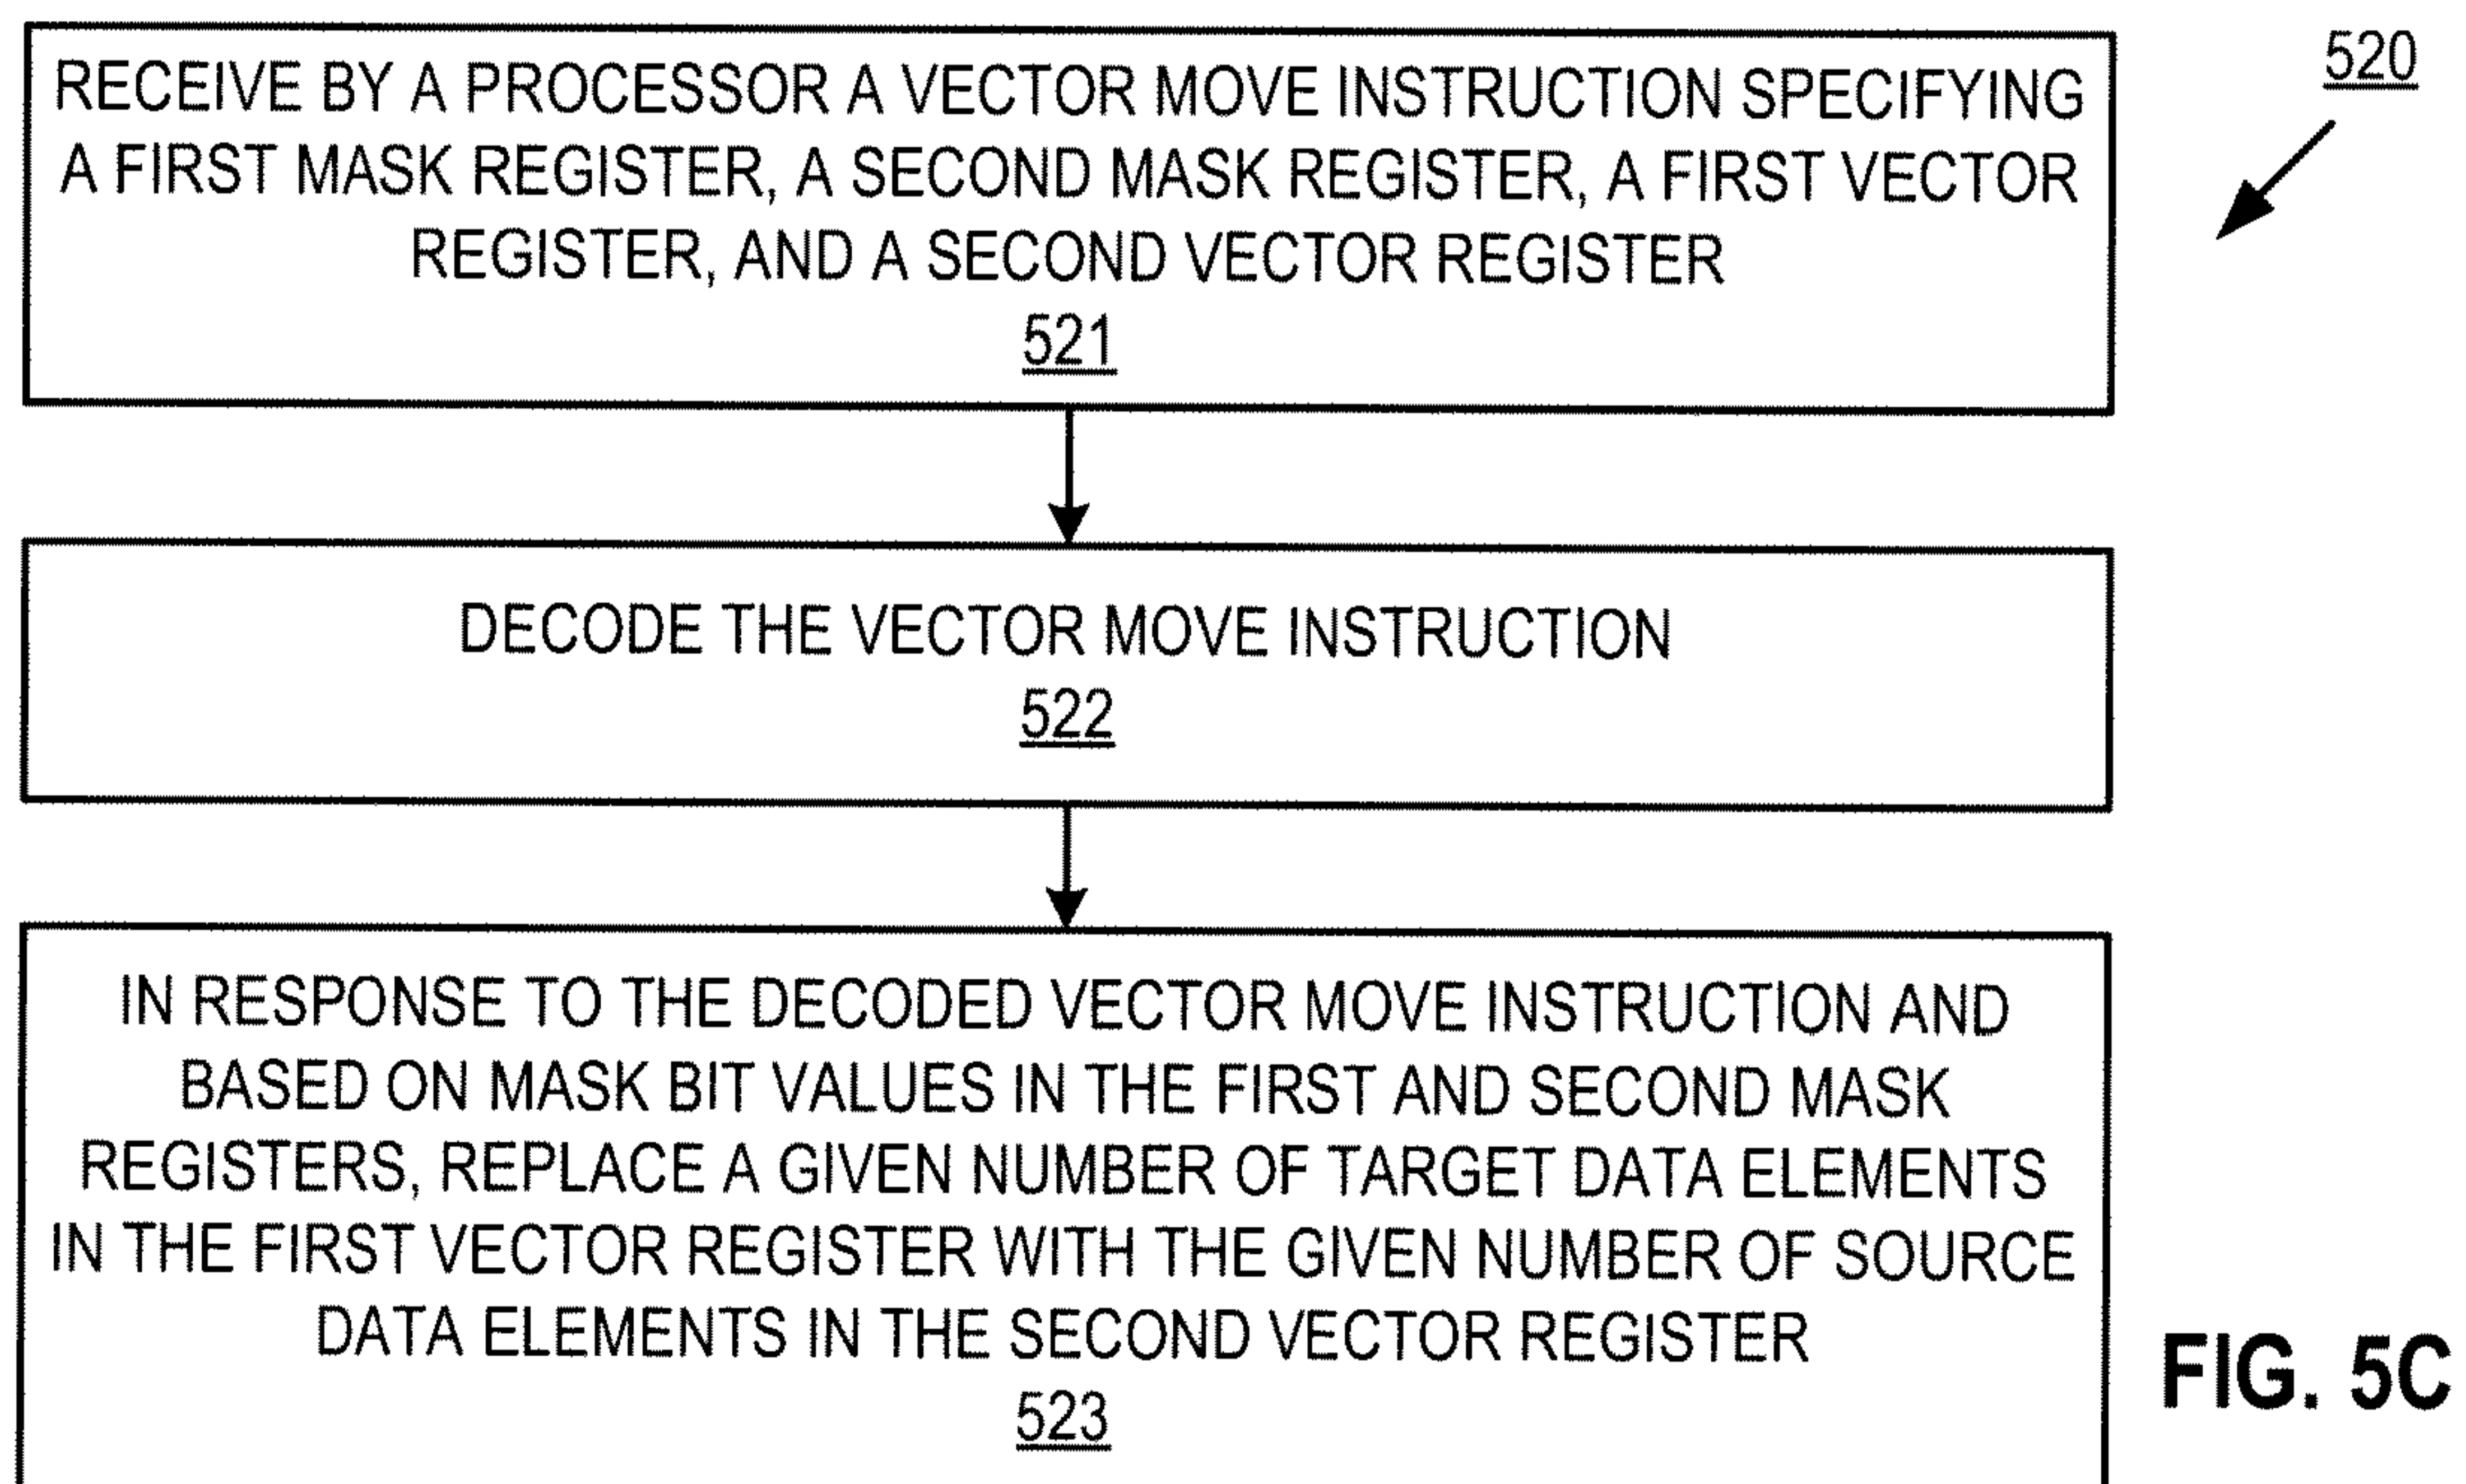 RECEIVE BY A PROCESSOR A VECTOR MOVE INSTRUCTION SPECIFYING
A FIRST MASK REGISTER, A SECOND MASK REGISTER, A FIRST VECTOR
REGISTER, AND A SECOND VECTOR REGISTER
521
520
DECODE THE VECTOR MOVE INSTRUCTION
522
IN RESPONSE TO THE DECODED VECTOR MOVE INSTRUCTION AND
BASED ON MASK BIT VALUES IN THE FIRST AND SECOND MASK
REGISTERS, REPLACE A GIVEN NUMBER OF TARGET DATA ELEMENTS
IN THE FIRST VECTOR REGISTER WITH THE GIVEN NUMBER OF SOURCE
DATA ELEMENTS IN THE SECOND VECTOR REGISTER
523
FIG. 5C